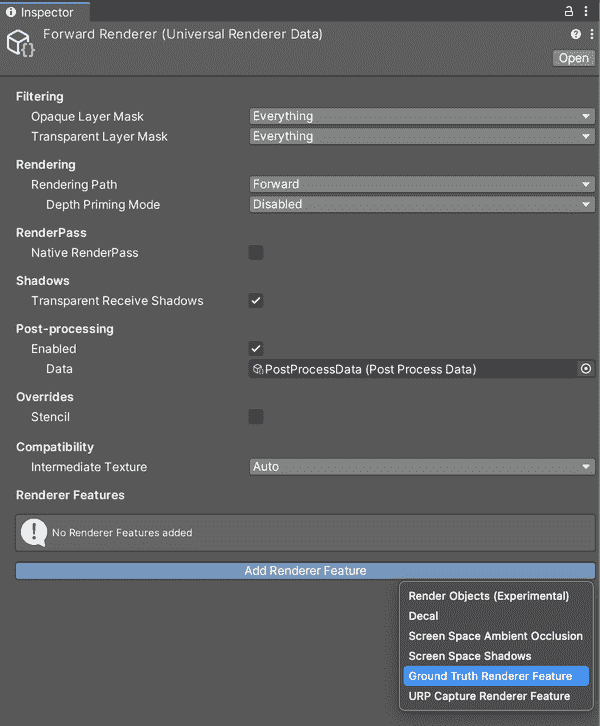 Inspector
Forward Renderer (Universal Renderer Data)
Open
Filtering
Opaque Layer Mask Everything
Transparent Layer Mask Everything
Rendering
Rendering Path Forward
Depth Priming Mode Disabled
RenderPass
Native RenderPass
Shadows
Transparent Receive Shadows
Post-processing
Enabled
Data PostProcessData (Post Process Data)
Overrides
Stencil
Compatibility
Intermediate Texture Auto
Renderer Features
No Renderer Features added
Add Renderer Feature
Render Objects (Experimental)
Decal
Screen Space Ambient Occlusion
Screen Space Shadows
Ground Truth Renderer Feature
URP Capture Renderer Feature